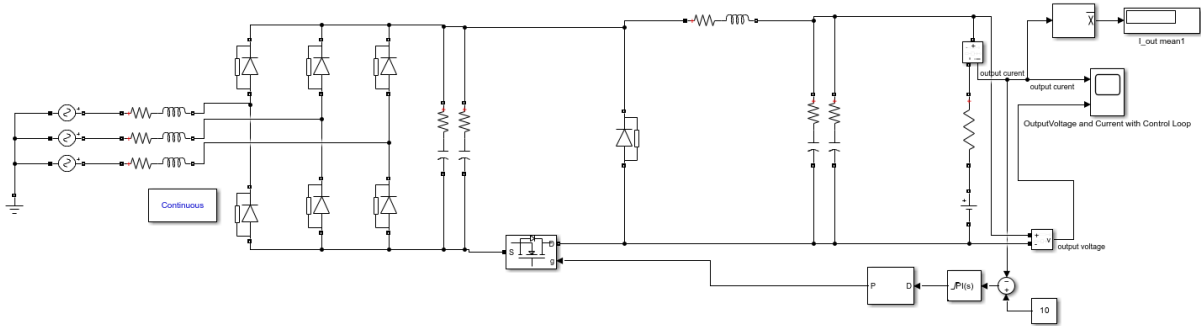 I_out mean1
output curent
output curent
OutputVoltage and Current with Control Loop
Continuous
S
D
g
+
-
v
output voltage
P
D
PI(s)
10